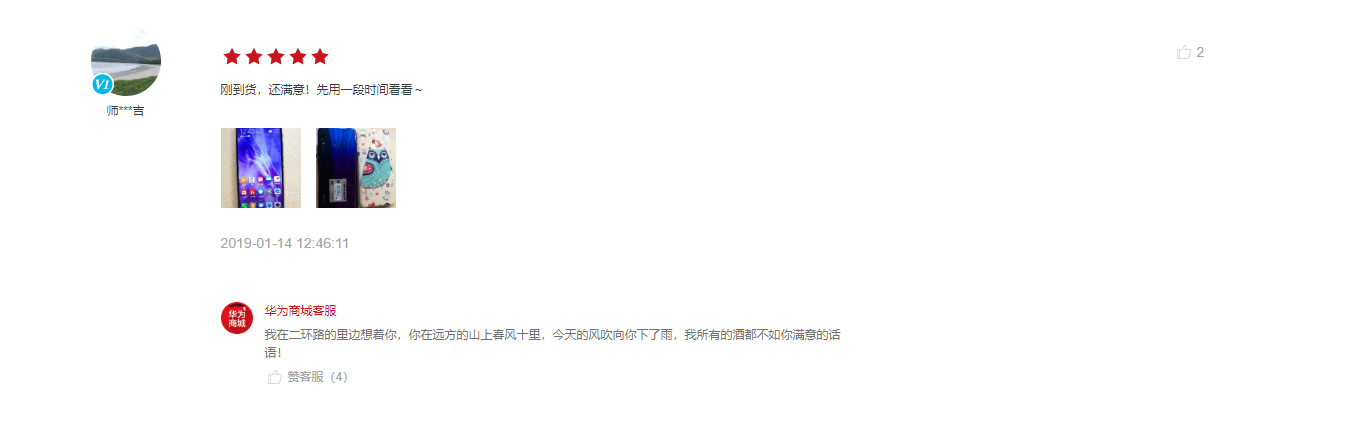 2
刚到货，还满意！先用一段时间看看～
V1
师***吉
2019-01-14 12:46:11
华为商城
华为商城客服
我在二环路的里边想着你，你在远方的山上春风十里，今天的风吹向你下了雨，我所有的酒都不如你满意的话
语！
赞客服（4）